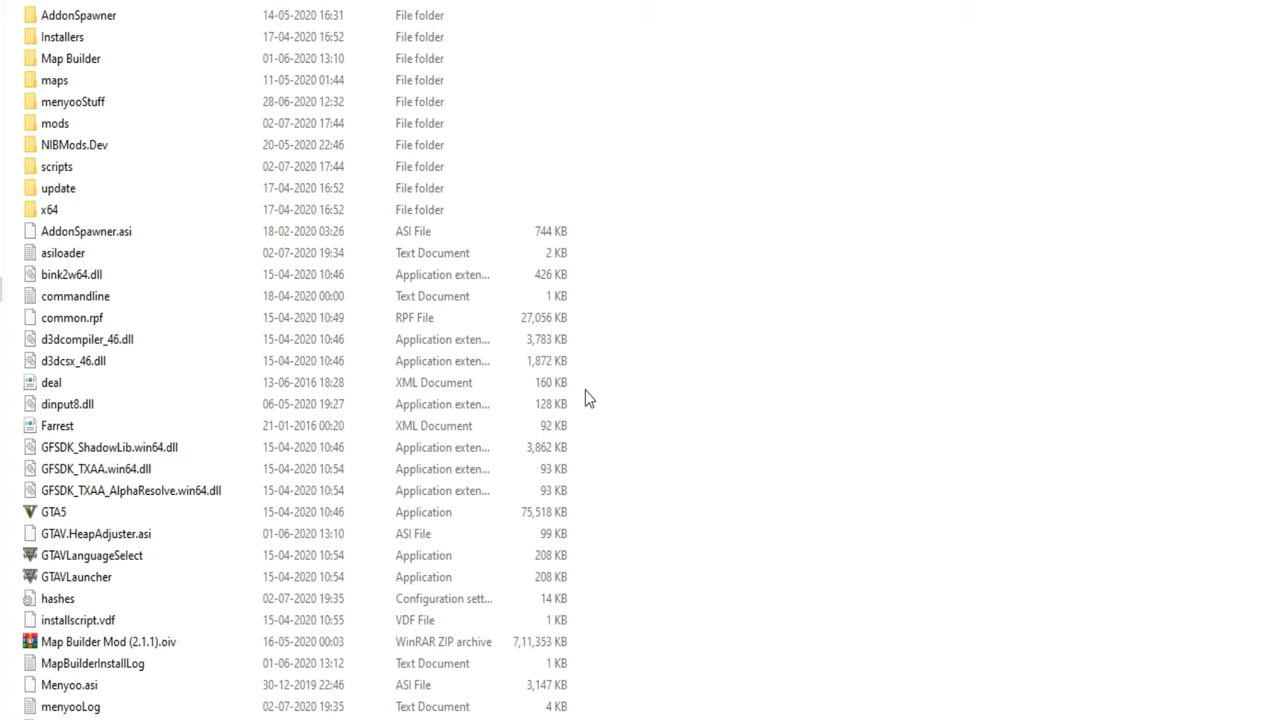 AddonSpawner 14-05-2020 16:31 File folder
Installers 17-04-2020 16:52 File folder
Map Builder 01-06-2020 13:10 File folder
maps 11-05-2020 01:44 File folder
menyooStuff 28-06-2020 12:32 File folder
mods 02-07-2020 17:44 File folder
NIBMods.Dev 20-05-2020 22:46 File folder
scripts 02-07-2020 17:44 File folder
update 17-04-2020 16:52 File folder
x64 17-04-2020 16:52 File folder
AddonSpawner.asi 18-02-2020 03:26 ASI File 744 KB
asiloader 02-07-2020 19:34 Text Document 2 KB
bink2w64.dll 15-04-2020 10:46 Application exten... 426 KB
commandline 18-04-2020 00:00 Text Document 1 KB
common.rpf 15-04-2020 10:49 RPF File 27,056 KB
d3dcompiler_46.dll 15-04-2020 10:46 Application exten... 3,783 KB
d3dcsx_46.dll 15-04-2020 10:46 Application exten... 1,872 KB
deal 13-06-2016 18:28 XML Document 160 KB
dinput8.dll 06-05-2020 19:27 Application exten... 128 KB
Farrest 21-01-2016 00:20 XML Document 92 KB
GFSDK_ShadowLib.win64.dll 15-04-2020 10:46 Application exten... 3,862 KB
GFSDK_TXAA.win64.dll 15-04-2020 10:54 Application exten... 93 KB
GFSDK_TXAA_AlphaResolve.win64.dll 15-04-2020 10:54 Application exten... 93 KB
GTA5 15-04-2020 10:46 Application 75,518 KB
GTAV.HeapAdjuster.asi 01-06-2020 13:10 ASI File 99 KB
GTAVLanguageSelect 15-04-2020 10:54 Application 208 KB
GTAVLauncher 15-04-2020 10:54 Application 208 KB
hashes 02-07-2020 19:35 Configuration sett... 14 KB
installscript.vdf 15-04-2020 10:55 VDF File 1 KB
Map Builder Mod (2.1.1).oiv 16-05-2020 00:03 WinRAR ZIP archive 7,11,353 KB
MapBuilderInstallLog 01-06-2020 13:12 Text Document 1 KB
Menyoo.asi 30-12-2019 22:46 ASI File 3,147 KB
menyooLog 02-07-2020 19:35 Text Document 4 KB